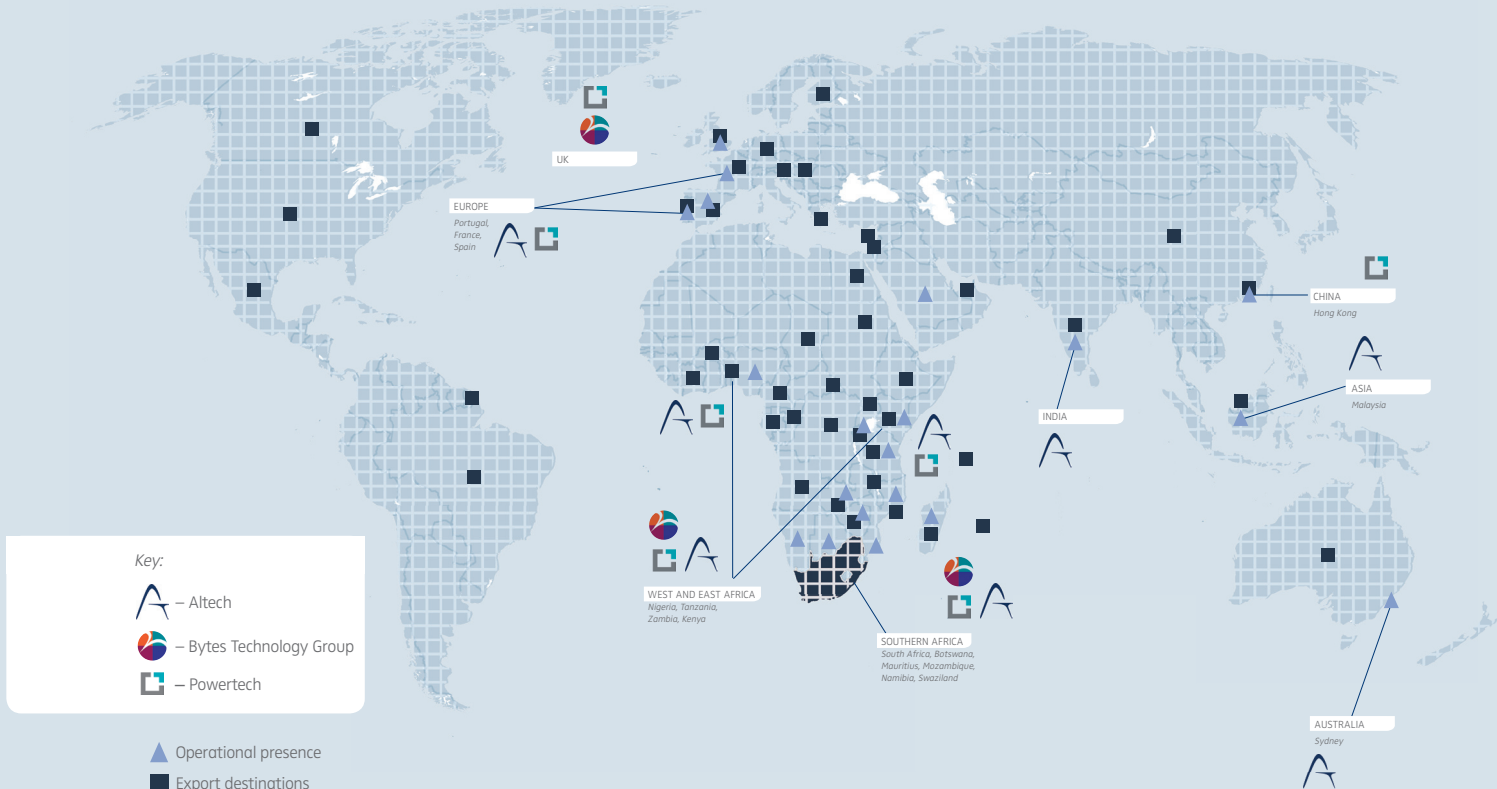 UK
EUROPE
Portugal,
France,
Spain
CHINA
Hong Kong
ASIA
Malaysia
INDIA
WEST AND EAST AFRICA
Nigeria, Tanzania,
Zambia, Kenya
SOUTHERN AFRICA
South Africa, Botswana,
Mauritius, Mozambique,
Namibia, Swaziland
AUSTRALIA
Sydney
Key:
– Altech
– Bytes Technology Group
– Powertech
Operational presence
Export destinations